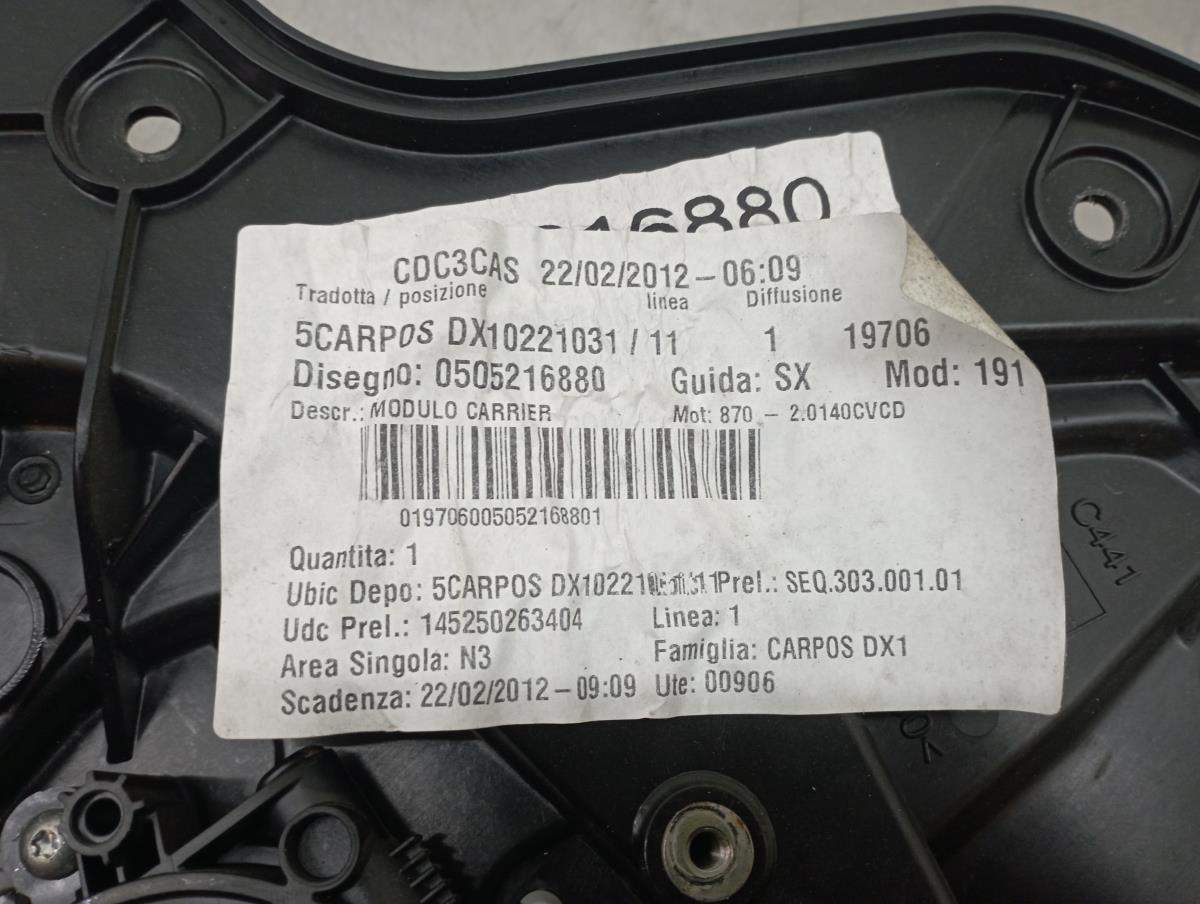 16880
CDC3CAS 22/02/2012-06:09
Tradotta / posizione linea Diffusione
5CARPOS DX10221031 / 11 1 19706
Disegno: 0505216880 Guida: SX Mod: 191
Descr.: MODULO CARRIER Mot: 870 - 2.0140CVCD
019706005052168801
Quantita: 1
Ubic Depo: 5CARPOS DX10221 Prel.: SEQ.303.001.01
Udc Prel.: 145250263404 Linea: 1
Area Singola: N3 Famiglia: CARPOS DX1
Scadenza: 22/02/2012-09:09 Ute: 00906
C441